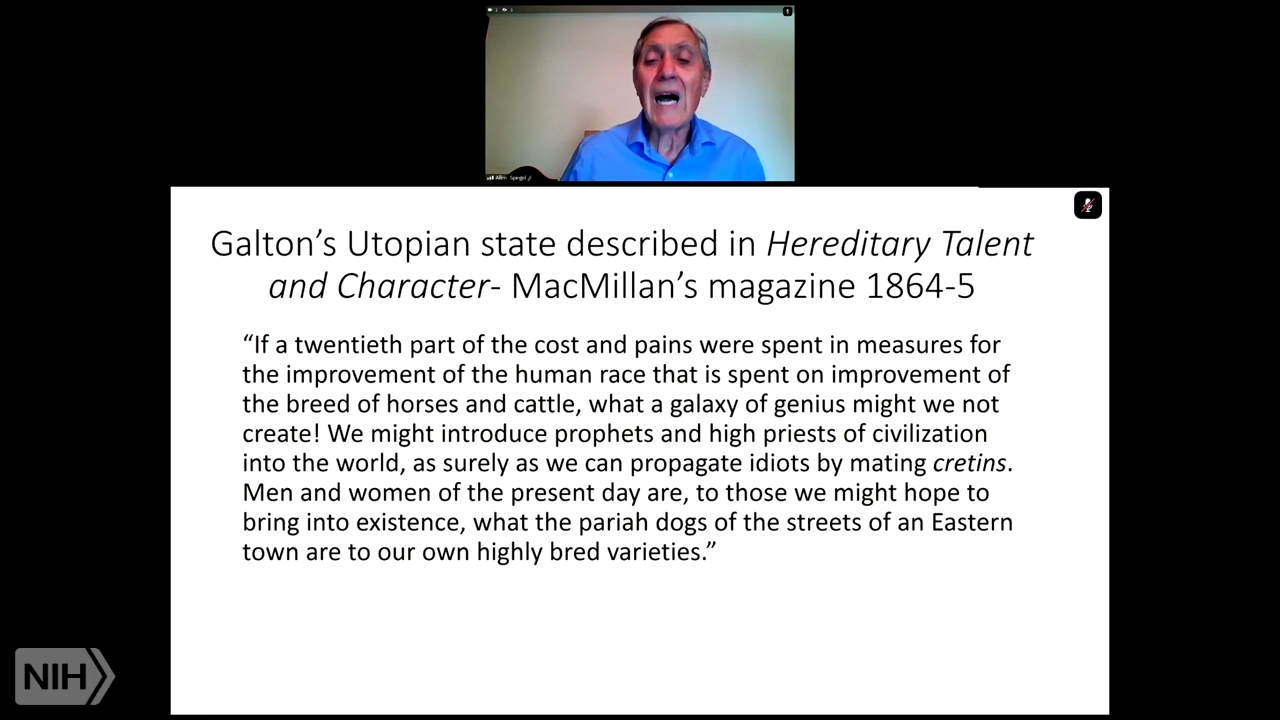 Allen Spiegel
Galton’s Utopian state described in Hereditary Talent
and Character- MacMillan’s magazine 1864-5
“If a twentieth part of the cost and pains were spent in measures for
the improvement of the human race that is spent on improvement of
the breed of horses and cattle, what a galaxy of genius might we not
create! We might introduce prophets and high priests of civilization
into the world, as surely as we can propagate idiots by mating cretins.
Men and women of the present day are, to those we might hope to
bring into existence, what the pariah dogs of the streets of an Eastern
town are to our own highly bred varieties.”
NIH